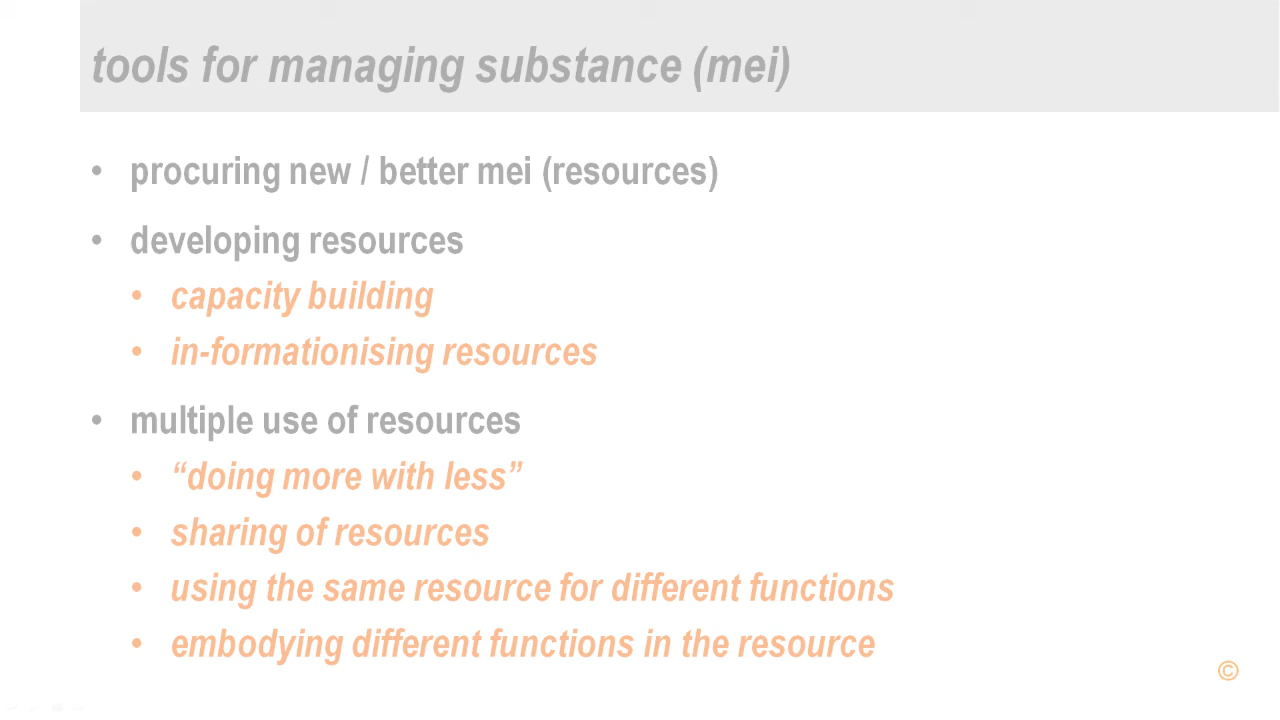 tools for managing substance (mei)
• procuring new / better mei (resources)
• developing resources
• capacity building
• in-formationising resources
• multiple use of resources
• “doing more with less”
• sharing of resources
• using the same resource for different functions
• embodying different functions in the resource
©